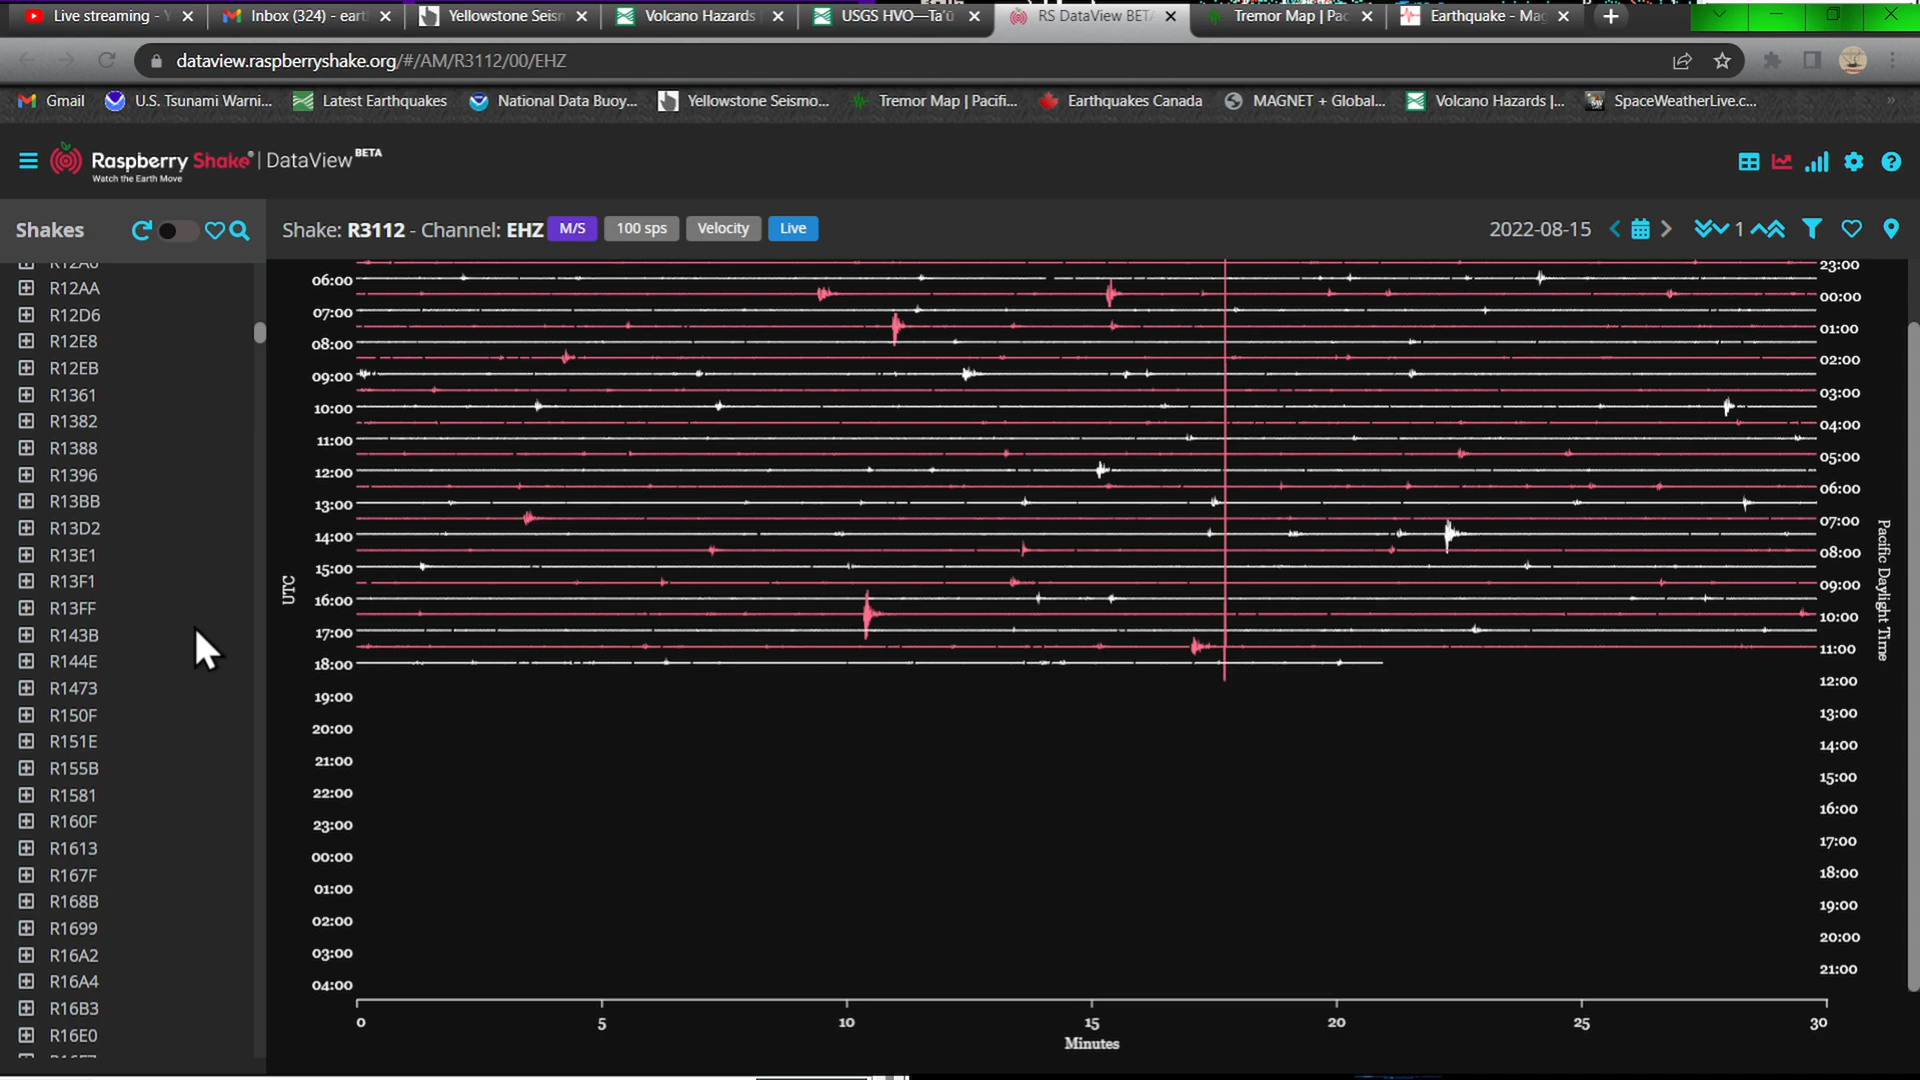 Live streaming - Y
Inbox (324) - eart
Yellowstone Seism
Volcano Hazards
USGS HVO—Taʻū
RS DataView BETA
Tremor Map | Pac
Earthquake - Mag
dataview.raspberryshake.org/#/AM/R3112/00/EHZ
Gmail
U.S. Tsunami Warni...
Latest Earthquakes
National Data Buoy...
Yellowstone Seismo...
Tremor Map | Pacifi...
Earthquakes Canada
MAGNET + Global...
Volcano Hazards |...
SpaceWeatherLive.c...
Raspberry Shake® | DataView BETA
Watch the Earth Move
Shakes
Shake: R3112 - Channel: EHZ M/S 100 sps Velocity Live
2022-08-15
1
R12AA
R12D6
R12E8
R12EB
R1361
R1382
R1388
R1396
R13BB
R13D2
R13E1
R13F1
R13FF
R143B
R144E
R1473
R150F
R151E
R155B
R1581
R160F
R1613
R167F
R168B
R1699
R16A2
R16A4
R16B3
R16E0
UTC
06:00
07:00
08:00
09:00
10:00
11:00
12:00
13:00
14:00
15:00
16:00
17:00
18:00
19:00
20:00
21:00
22:00
23:00
00:00
01:00
02:00
03:00
04:00
23:00
00:00
01:00
02:00
03:00
04:00
05:00
06:00
07:00
08:00
09:00
10:00
11:00
12:00
13:00
14:00
15:00
16:00
17:00
18:00
19:00
20:00
21:00
Pacific Daylight Time
0 5 10 15 20 25 30
Minutes